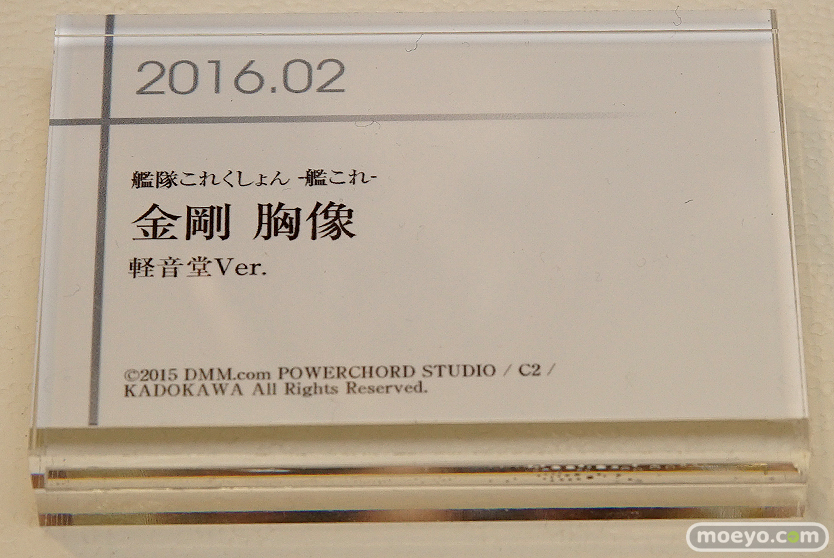 2016.02
艦隊これくしょん -艦これ-
金剛 胸像
軽音堂Ver.
©2015 DMM.com POWERCHORD STUDIO / C2 /
KADOKAWA All Rights Reserved.
moeyo.com